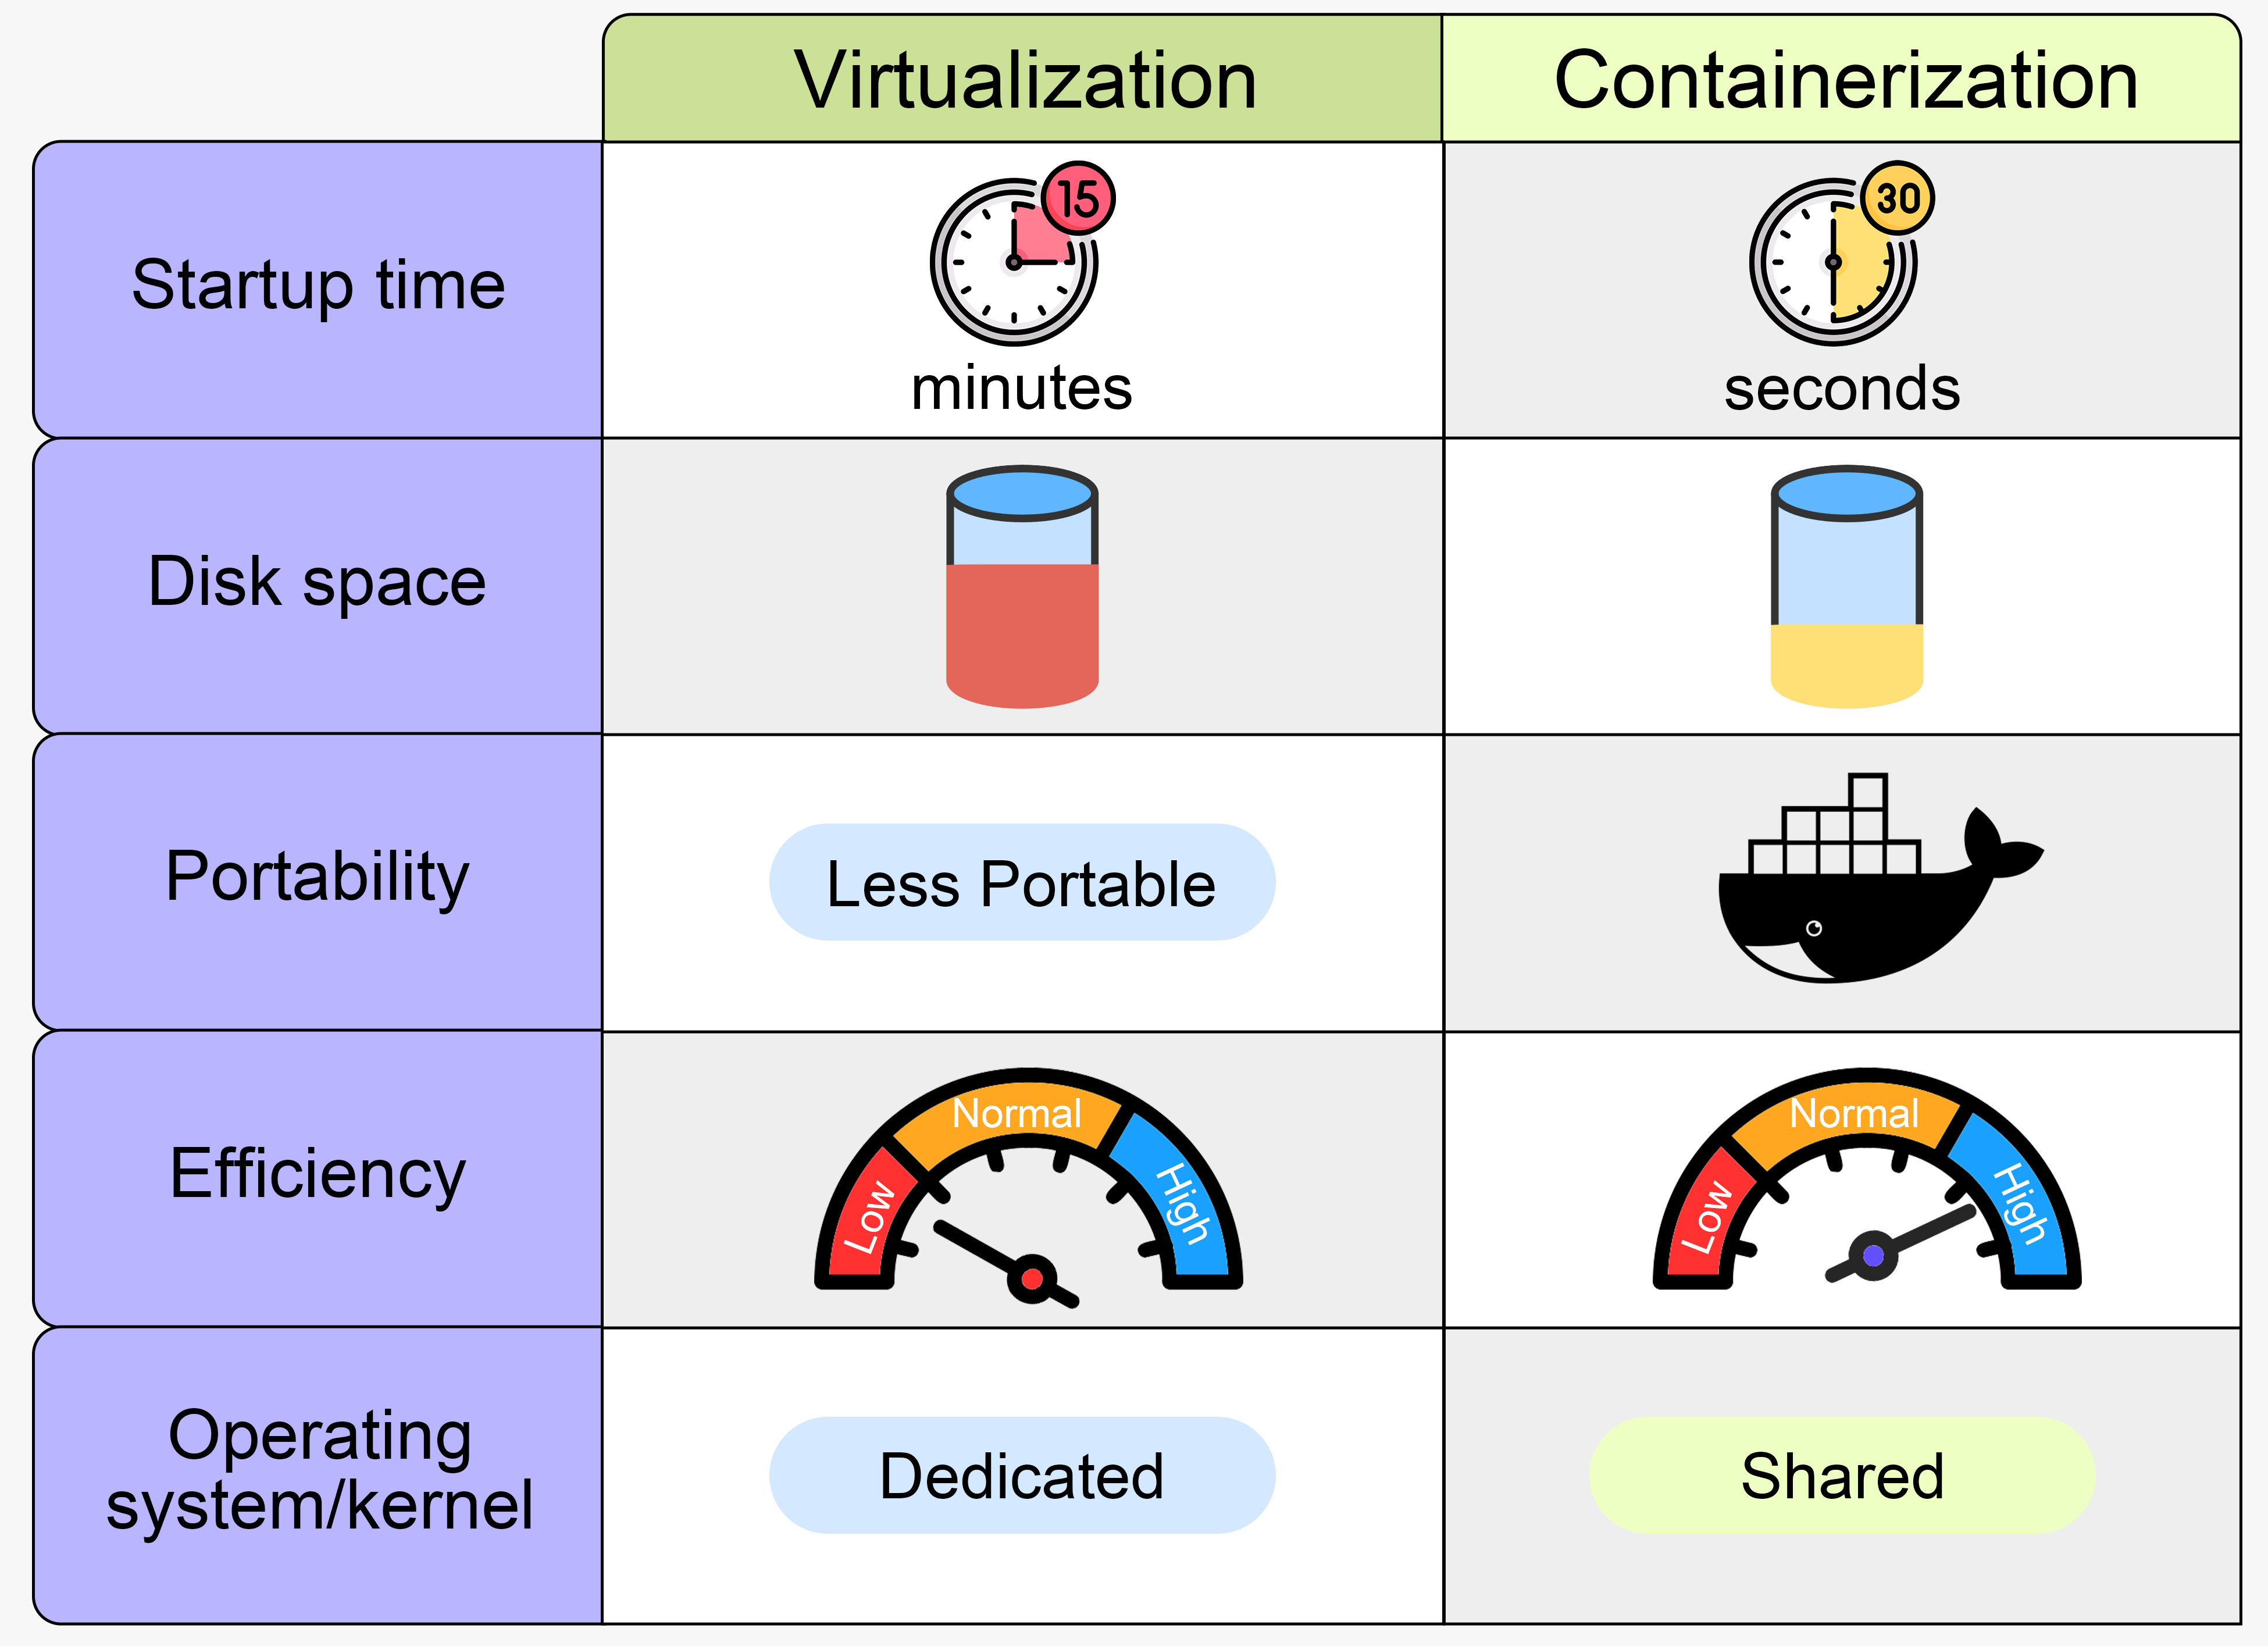 Virtualization
Containerization
Startup time
15
minutes
30
seconds
Disk space
Portability
Less Portable
Efficiency
Low
Normal
High
Low
Normal
High
Operating
system/kernel
Dedicated
Shared